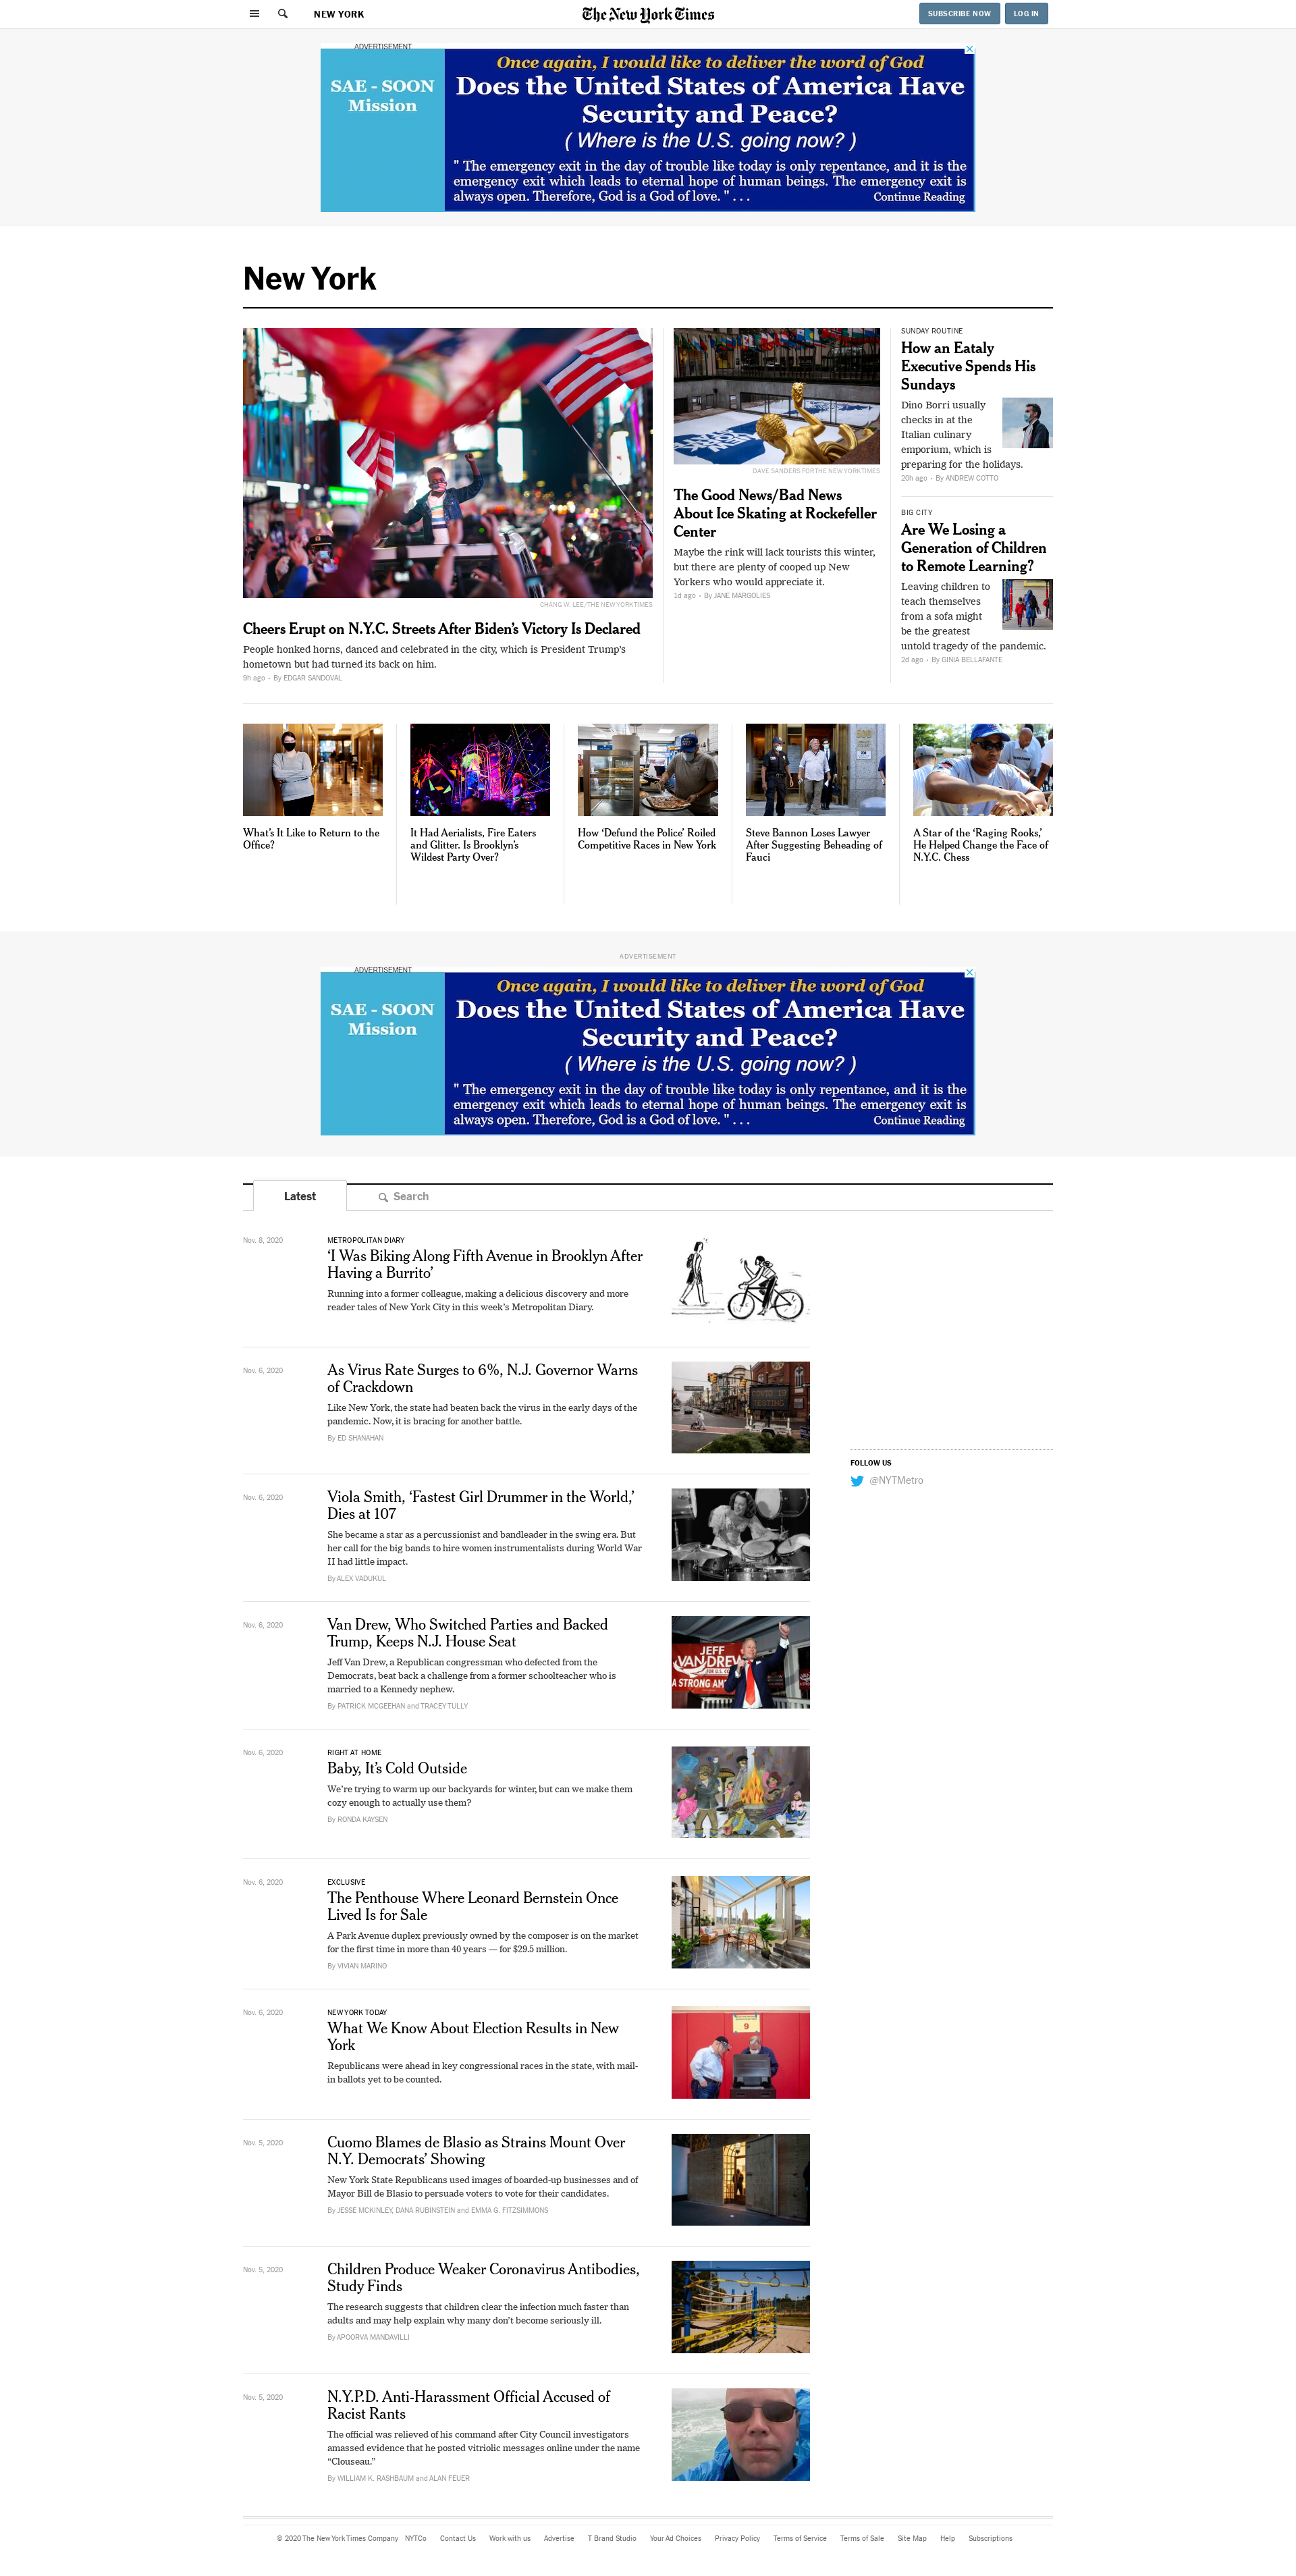 NEW YORK
The New York Times
SUBSCRIBE NOW
LOG IN
ADVERTISEMENT
SAE - SOON
Mission
Once again, I would like to deliver the word of God
Does the United States of America Have
Security and Peace?
( Where is the U.S. going now? )
" The emergency exit in the day of trouble like today is only repentance, and it is the
emergency exit which leads to eternal hope of human beings. The emergency exit is
always open. Therefore, God is a God of love. " . . .
Continue Reading
New York
CHANG W. LEE/THE NEW YORK TIMES
Cheers Erupt on N.Y.C. Streets After Biden’s Victory Is Declared
People honked horns, danced and celebrated in the city, which is President Trump’s
hometown but had turned its back on him.
9h ago • By EDGAR SANDOVAL
DAVE SANDERS FOR THE NEW YORK TIMES
The Good News/Bad News
About Ice Skating at Rockefeller
Center
Maybe the rink will lack tourists this winter,
but there are plenty of cooped up New
Yorkers who would appreciate it.
1d ago • By JANE MARGOLIES
SUNDAY ROUTINE
How an Eataly
Executive Spends His
Sundays
Dino Borri usually
checks in at the
Italian culinary
emporium, which is
preparing for the holidays.
20h ago • By ANDREW COTTO
BIG CITY
Are We Losing a
Generation of Children
to Remote Learning?
Leaving children to
teach themselves
from a sofa might
be the greatest
untold tragedy of the pandemic.
2d ago • By GINIA BELLAFANTE
What’s It Like to Return to the
Office?
It Had Aerialists, Fire Eaters
and Glitter. Is Brooklyn’s
Wildest Party Over?
How ‘Defund the Police’ Roiled
Competitive Races in New York
Steve Bannon Loses Lawyer
After Suggesting Beheading of
Fauci
A Star of the ‘Raging Rooks,’
He Helped Change the Face of
N.Y.C. Chess
ADVERTISEMENT
ADVERTISEMENT
SAE - SOON
Mission
Once again, I would like to deliver the word of God
Does the United States of America Have
Security and Peace?
( Where is the U.S. going now? )
" The emergency exit in the day of trouble like today is only repentance, and it is the
emergency exit which leads to eternal hope of human beings. The emergency exit is
always open. Therefore, God is a God of love. " . . .
Continue Reading
Latest
Search
Nov. 8, 2020
METROPOLITAN DIARY
‘I Was Biking Along Fifth Avenue in Brooklyn After
Having a Burrito’
Running into a former colleague, making a delicious discovery and more
reader tales of New York City in this week’s Metropolitan Diary.
Nov. 6, 2020
As Virus Rate Surges to 6%, N.J. Governor Warns
of Crackdown
Like New York, the state had beaten back the virus in the early days of the
pandemic. Now, it is bracing for another battle.
By ED SHANAHAN
COVID 19
TESTING
FOLLOW US
@NYTMetro
Nov. 6, 2020
Viola Smith, ‘Fastest Girl Drummer in the World,’
Dies at 107
She became a star as a percussionist and bandleader in the swing era. But
her call for the big bands to hire women instrumentalists during World War
II had little impact.
By ALEX VADUKUL
Nov. 6, 2020
Van Drew, Who Switched Parties and Backed
Trump, Keeps N.J. House Seat
Jeff Van Drew, a Republican congressman who defected from the
Democrats, beat back a challenge from a former schoolteacher who is
married to a Kennedy nephew.
By PATRICK MCGEEHAN and TRACEY TULLY
JEFF
VAN DREW
FOR U.S. CO
A STRONG AM
Nov. 6, 2020
RIGHT AT HOME
Baby, It’s Cold Outside
We’re trying to warm up our backyards for winter, but can we make them
cozy enough to actually use them?
By RONDA KAYSEN
Nov. 6, 2020
EXCLUSIVE
The Penthouse Where Leonard Bernstein Once
Lived Is for Sale
A Park Avenue duplex previously owned by the composer is on the market
for the first time in more than 40 years — for $29.5 million.
By VIVIAN MARINO
Nov. 6, 2020
NEW YORK TODAY
What We Know About Election Results in New
York
Republicans were ahead in key congressional races in the state, with mail-
in ballots yet to be counted.
9
Nov. 5, 2020
Cuomo Blames de Blasio as Strains Mount Over
N.Y. Democrats’ Showing
New York State Republicans used images of boarded-up businesses and of
Mayor Bill de Blasio to persuade voters to vote for their candidates.
By JESSE MCKINLEY, DANA RUBINSTEIN and EMMA G. FITZSIMMONS
Nov. 5, 2020
Children Produce Weaker Coronavirus Antibodies,
Study Finds
The research suggests that children clear the infection much faster than
adults and may help explain why many don’t become seriously ill.
By APOORVA MANDAVILLI
Nov. 5, 2020
N.Y.P.D. Anti-Harassment Official Accused of
Racist Rants
The official was relieved of his command after City Council investigators
amassed evidence that he posted vitriolic messages online under the name
“Clouseau.”
By WILLIAM K. RASHBAUM and ALAN FEUER
© 2020 The New York Times Company NYTCo Contact Us Work with us Advertise T Brand Studio Your Ad Choices Privacy Policy Terms of Service Terms of Sale Site Map Help Subscriptions